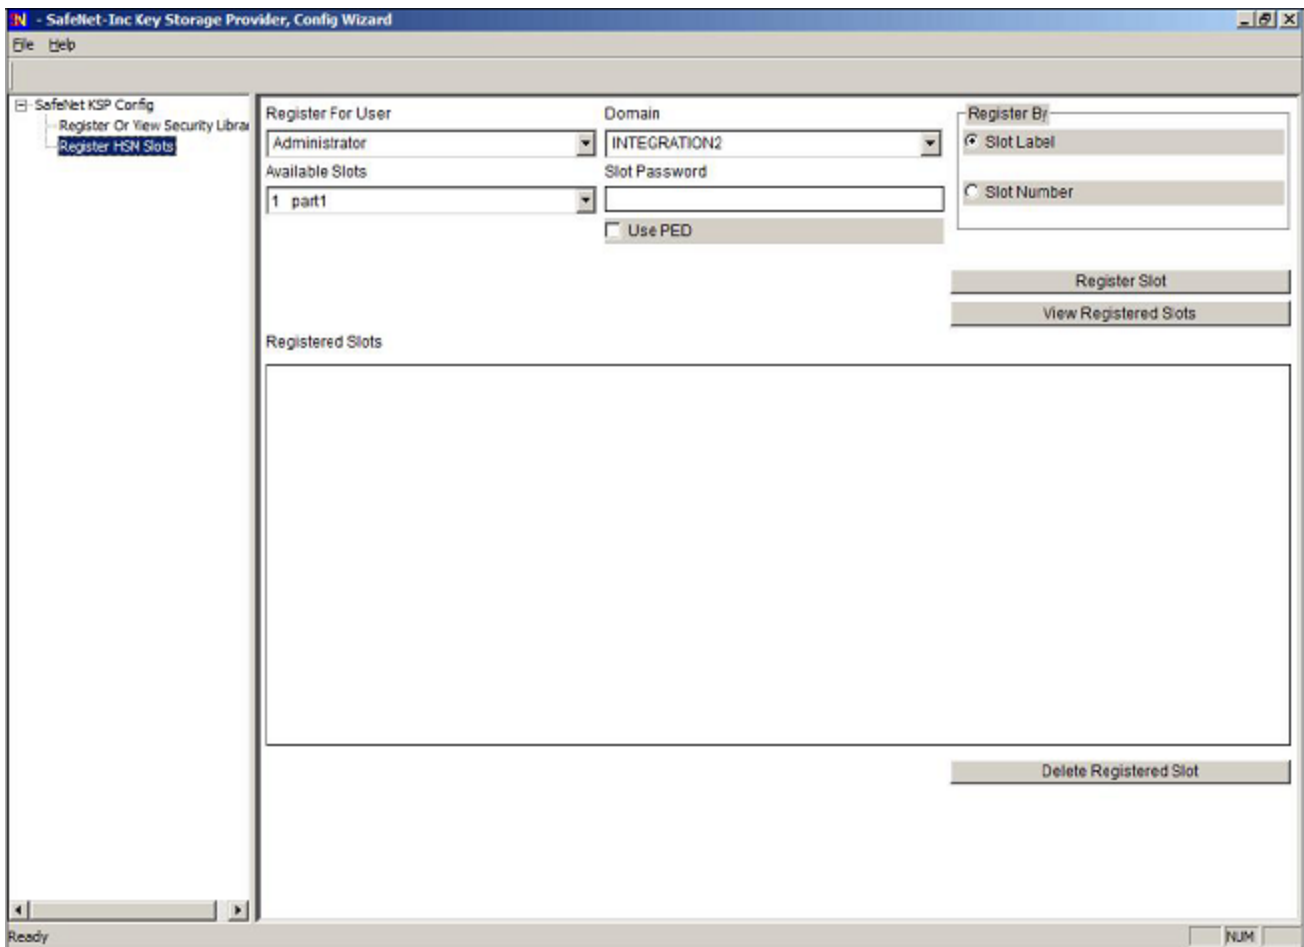 - SafeNet-Inc Key Storage Provider, Config Wizard
File Help
SafeNet KSP Config
Register Or View Security Librar
Register HSM Slots
Register For User
Domain
Register By
Administrator
INTEGRATION2
Slot Label
Available Slots
Slot Password
1 part1
Slot Number
Use PED
Register Slot
View Registered Slots
Registered Slots
Delete Registered Slot
Ready
NUM